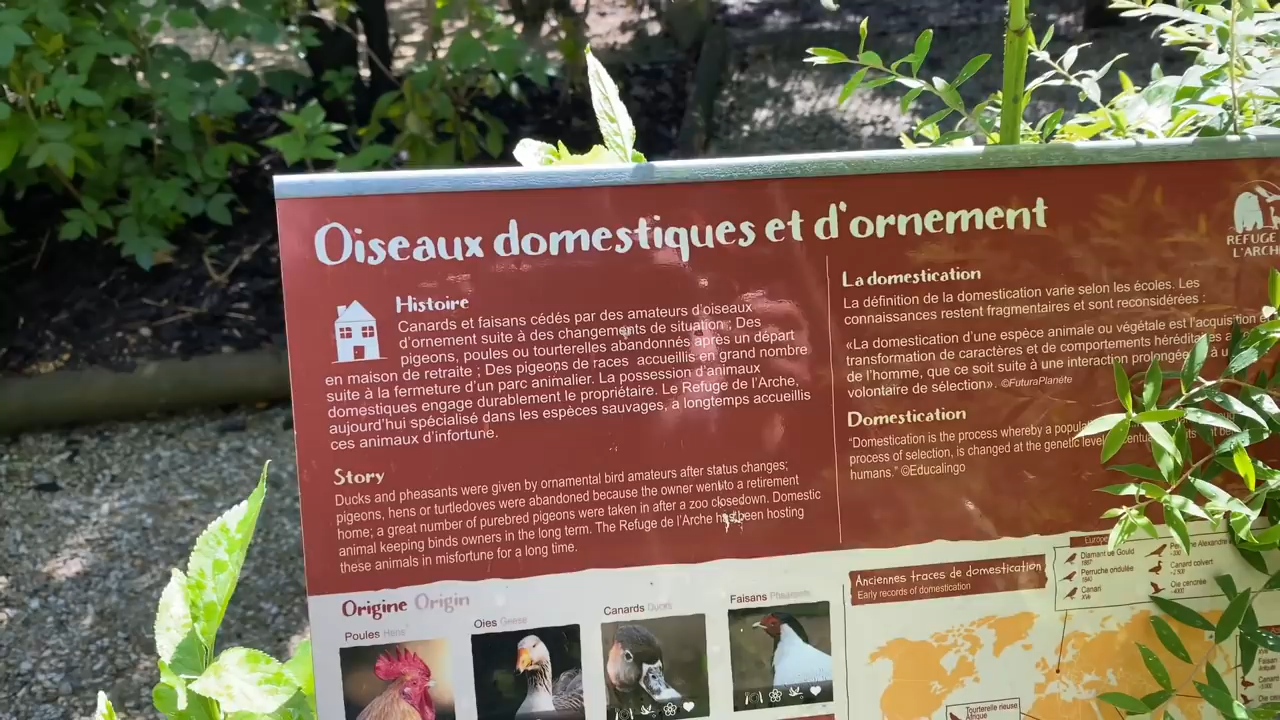 Oiseaux domestiques et d'ornement
REFUGE
L'ARCHE
Histoire
Canards et faisans cédés par des amateurs d'oiseaux
d'ornement suite à des changements de situation ; Des
pigeons, poules ou tourterelles abandonnés après un départ
en maison de retraite ; Des pigeons de races accueillis en grand nombre
suite à la fermeture d'un parc animalier. La possession d'animaux
domestiques engage durablement le propriétaire. Le Refuge de l'Arche,
aujourd'hui spécialisé dans les espèces sauvages, a longtemps accueillis
ces animaux d'infortune.
Story
Ducks and pheasants were given by ornamental bird amateurs after status changes;
pigeons, hens or turtledoves were abandoned because the owner went to a retirement
home; a great number of purebred pigeons were taken in after a zoo closedown. Domestic
animal keeping binds owners in the long term. The Refuge de l'Arche has been hosting
these animals in misfortune for a long time.
La domestication
La définition de la domestication varie selon les écoles. Les
connaissances restent fragmentaires et sont reconsidérées :
«La domestication d'une espèce animale ou végétale est l'acquisition
transformation de caractères et de comportements héréditaires
de l'homme, que ce soit suite à une interaction prolongée
volontaire de sélection». ©FuturaPlanéte
Domestication
"Domestication is the process whereby a
process of selection, is changed at the genetic level
humans." ©Educalingo
Origine Origin
Poules Hens
Oies Geese
Canards Ducks
Faisans Pheasants
Anciennes traces de domestication
Early records of domestication
Europe
Diamant de Gould
1887
Perruche ondulée
1840
Canari
XVe
Alexandre
Canard colvert
Oie cendrée
Tourterelle rieuse
Afrique